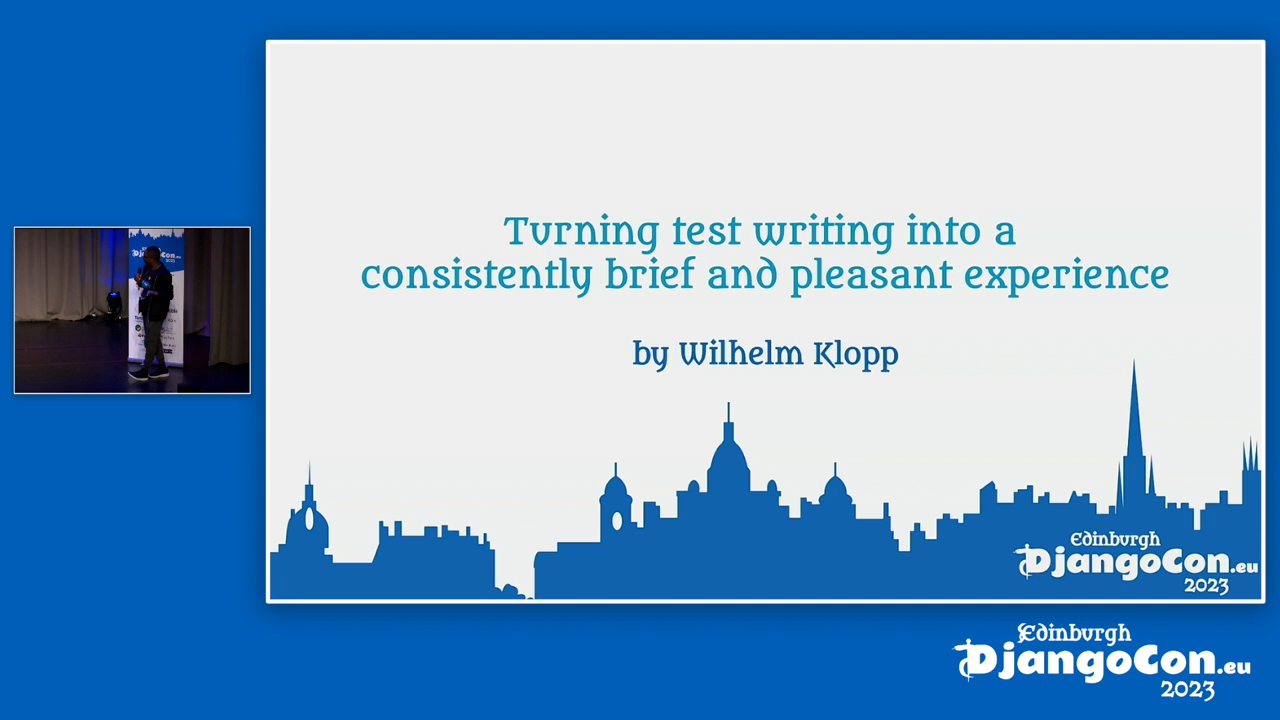 Turning test writing into a
consistently brief and pleasant experience
by Wilhelm Klopp
Edinburgh
DjangoCon.eu
2023
Edinburgh
DjangoCon.eu
2023